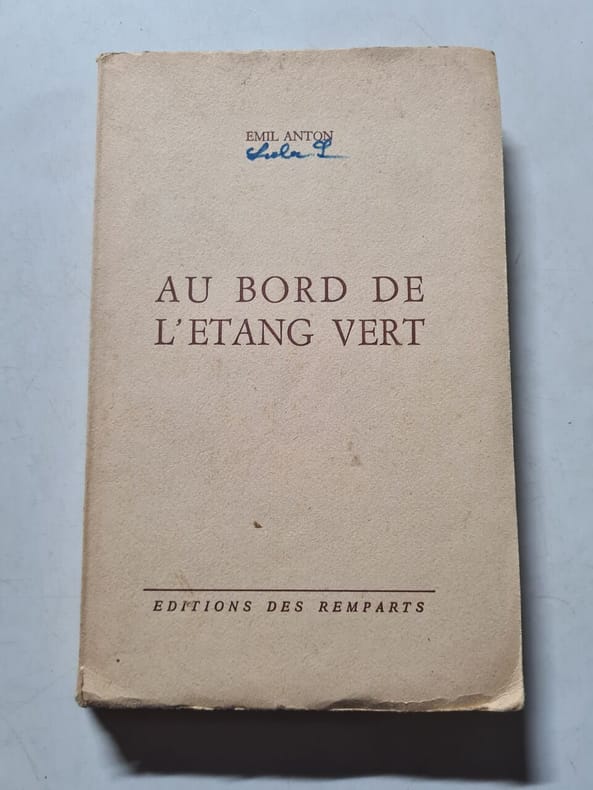 EMIL ANTON
AU BORD DE
L'ETANG VERT
EDITIONS DES REMPARTS